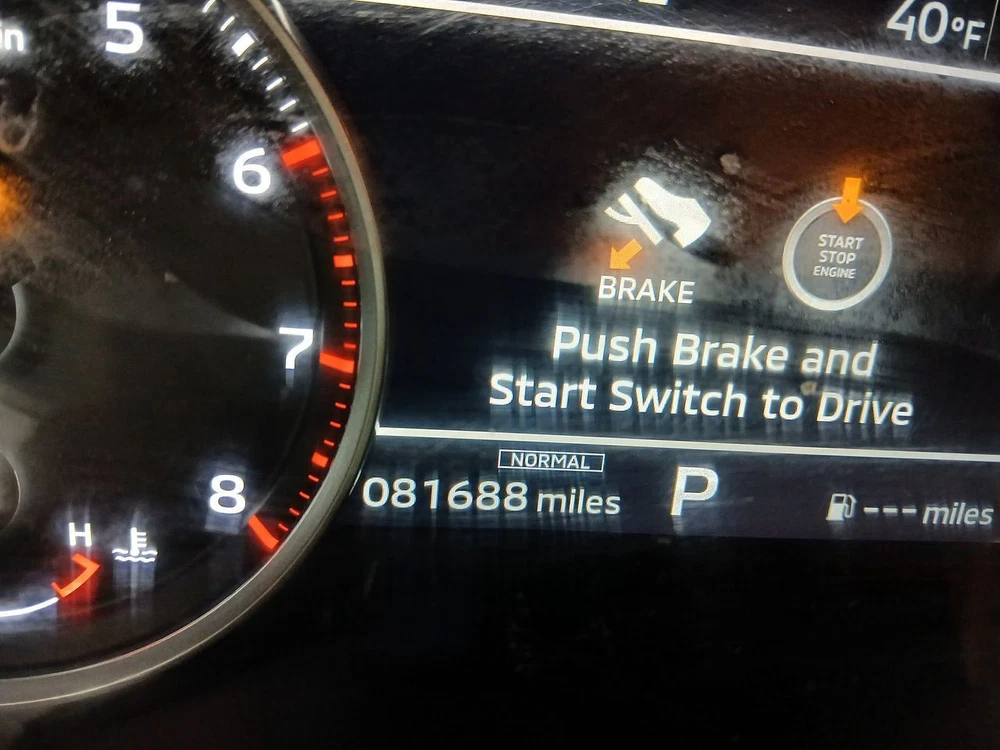 in
5
6
7
8
H
40°F
BRAKE
START
STOP
ENGINE
Push Brake and
Start Switch to Drive
NORMAL
081688 miles
P
--- miles